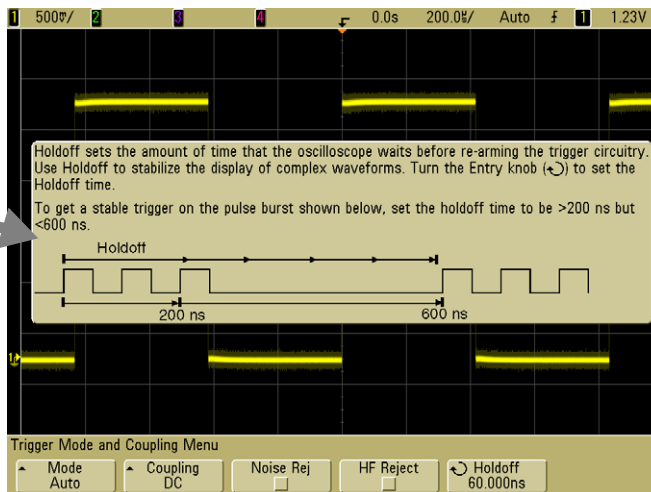 1 500mV/ 2 3 4 0.0s 200.0µ/ Auto 1 1.23V
Holdoff sets the amount of time that the oscilloscope waits before re-arming the trigger circuitry.
Use Holdoff to stabilize the display of complex waveforms. Turn the Entry knob (↻) to set the
Holdoff time.
To get a stable trigger on the pulse burst shown below, set the holdoff time to be >200 ns but
<600 ns.
Holdoff
200 ns 600 ns
1
Trigger Mode and Coupling Menu
Mode Coupling Noise Rej HF Reject Holdoff
Auto DC 60.000ns